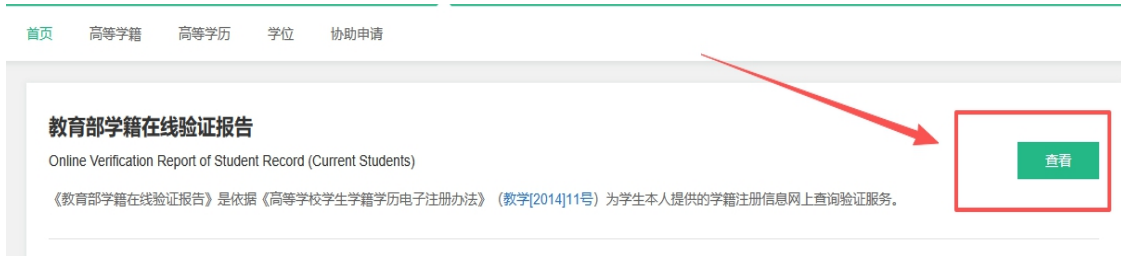 首页 高等学籍 高等学历 学位 协助申请
教育部学籍在线验证报告
Online Verification Report of Student Record (Current Students)
查看
《教育部学籍在线验证报告》是依据《高等学校学生学籍学历电子注册办法》（教学[2014]11号）为学生本人提供的学籍注册信息网上查询验证服务。